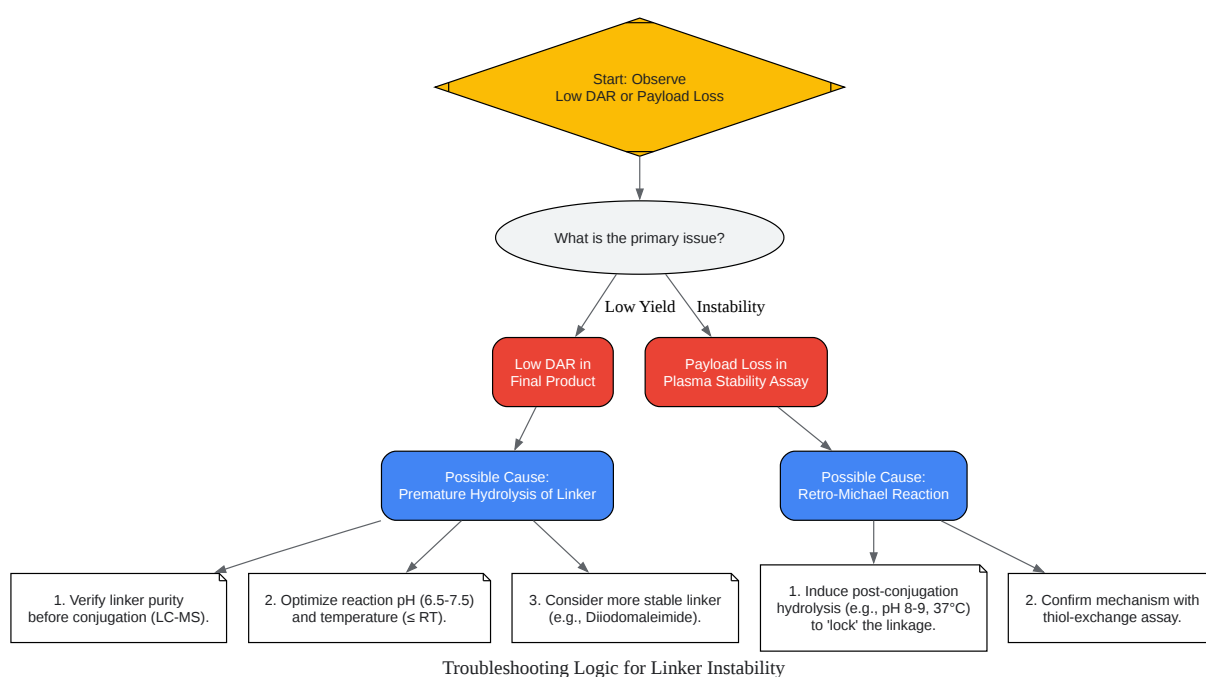 Start: Observe
Low DAR or Payload Loss
What is the primary issue?
Low Yield
Instability
Low DAR in
Final Product
Payload Loss in
Plasma Stability Assay
Possible Cause:
Premature Hydrolysis of Linker
Possible Cause:
Retro-Michael Reaction
1. Verify linker purity
before conjugation (LC-MS).
2. Optimize reaction pH (6.5-7.5)
and temperature (≤ RT).
3. Consider more stable linker
(e.g., Diiodomaleimide).
1. Induce post-conjugation
hydrolysis (e.g., pH 8-9, 37°C)
to 'lock' the linkage.
2. Confirm mechanism with
thiol-exchange assay.
Troubleshooting Logic for Linker Instability